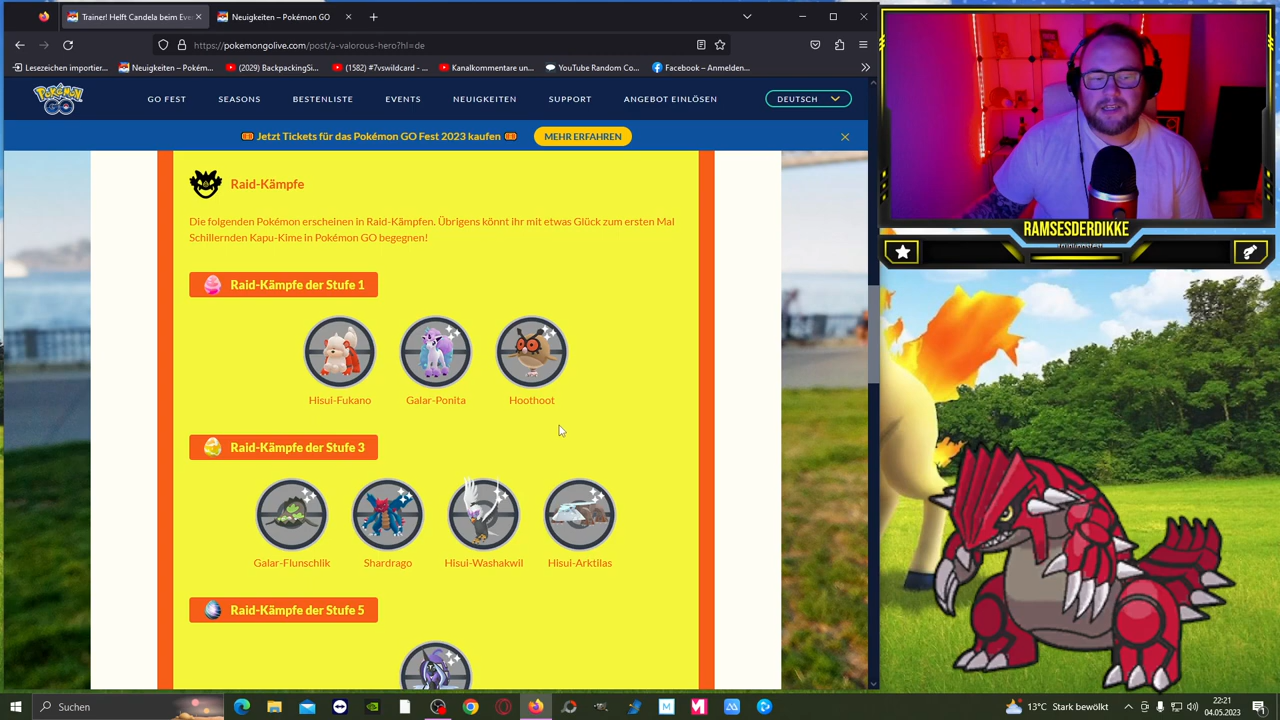 Trainer! Helft Candela beim Eve
Neuigkeiten – Pokémon GO
https://pokemongolive.com/post/a-valorous-hero?hl=de
Lesezeichen importier...
Neuigkeiten – Pokém...
(2029) BackpackingSi...
(1582) #7vswildcard - ...
Kanalkommentare un...
YouTube Random Co...
Facebook – Anmelden...
POKÉMON GO
GO FEST
SEASONS
BESTENLISTE
EVENTS
NEUIGKEITEN
SUPPORT
ANGEBOT EINLÖSEN
DEUTSCH
Jetzt Tickets für das Pokémon GO Fest 2023 kaufen
MEHR ERFAHREN
Raid-Kämpfe
Die folgenden Pokémon erscheinen in Raid-Kämpfen. Übrigens könnt ihr mit etwas Glück zum ersten Mal
Schillernden Kapu-Kime in Pokémon GO begegnen!
Raid-Kämpfe der Stufe 1
Hisui-Fukano
Galar-Ponita
Hoothoot
Raid-Kämpfe der Stufe 3
Galar-Flunschlik
Shardrago
Hisui-Washakwil
Hisui-Arktilas
Raid-Kämpfe der Stufe 5
RAMSESDERDIKKE
Suchen
13°C Stark bewölkt
22:21
04.05.2023
1